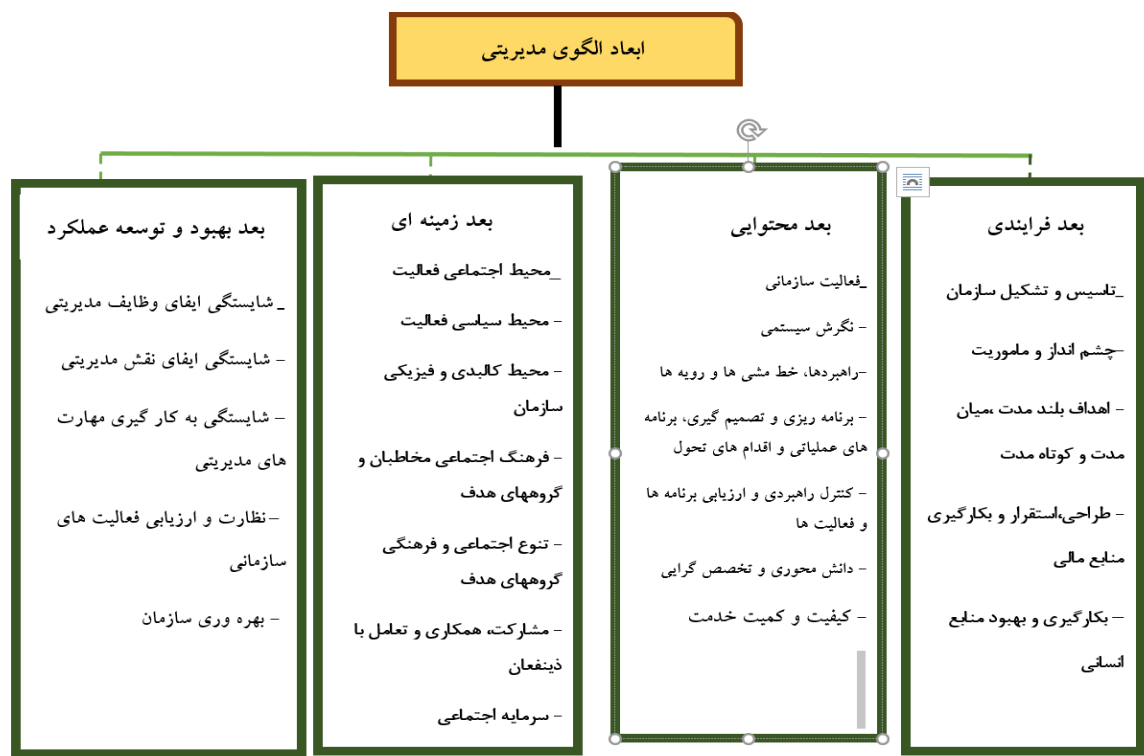 ابعاد الگوی مدیریتی
بعد فرایندی
_تاسیس و تشکیل سازمان
–چشم انداز و ماموریت
– اهداف بلند مدت ،میان
مدت و کوتاه مدت
– طراحی،استقرار و بکارگیری
منابع مالی
– بکارگیری و بهبود منابع
انسانی
بعد محتوایی
_فعالیت سازمانی
– نگرش سیستمی
–راهبردها، خط مشی ها و رویه ها
– برنامه ریزی و تصمیم گیری، برنامه
های عملیاتی و اقدام های تحول
– کنترل راهبردی و ارزیابی برنامه ها
و فعالیت ها
– دانش محوری و تخصص گرایی
– کیفیت و کمیت خدمت
بعد زمینه ای
_محیط اجتماعی فعالیت
– محیط سیاسی فعالیت
– محیط کالبدی و فیزیکی
سازمان
– فرهنگ اجتماعی مخاطبان و
گروههای هدف
– تنوع اجتماعی و فرهنگی
گروههای هدف
– مشارکت، همکاری و تعامل با
ذینفعان
– سرمایه اجتماعی
بعد بهبود و توسعه عملکرد
_ شایستگی ایفای وظایف مدیریتی
– شایستگی ایفای نقش مدیریتی
– شایستگی به کار گیری مهارت
های مدیریتی
–نظارت و ارزیابی فعالیت های
سازمانی
– بهره وری سازمان